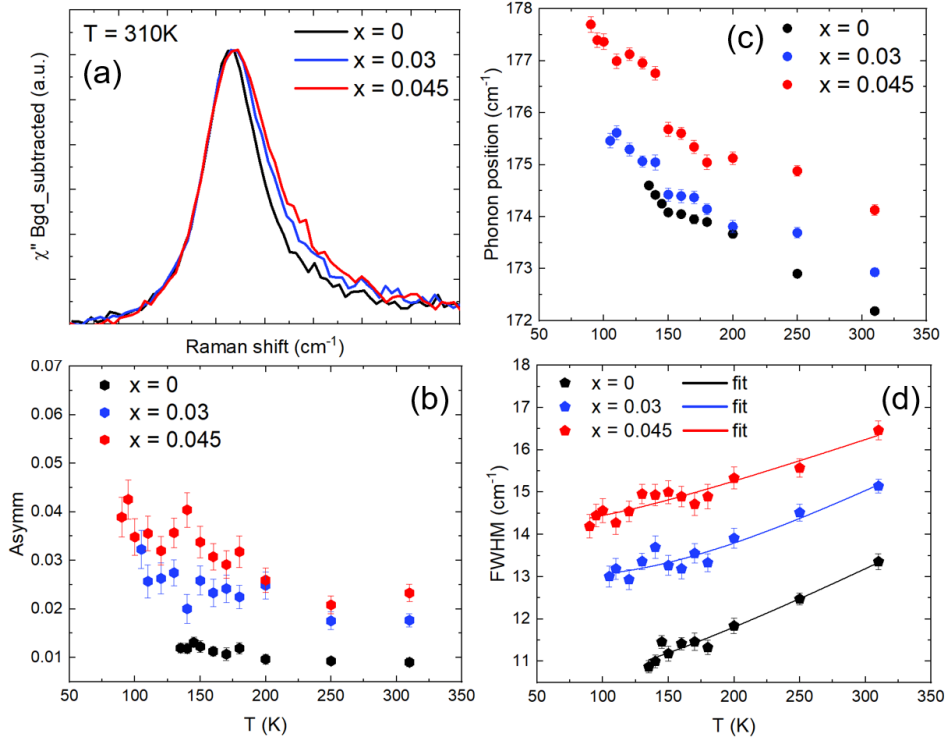 T = 310K
(a)
x = 0
x = 0.03
x = 0.045
χ'' Bgd_subtracted (a.u.)
Raman shift (cm⁻¹)
(c)
x = 0
x = 0.03
x = 0.045
Phonon position (cm⁻¹)
178
177
176
175
174
173
172
50 100 150 200 250 300 350
(b)
x = 0
x = 0.03
x = 0.045
Asymm
0.07
0.06
0.05
0.04
0.03
0.02
0.01
50 100 150 200 250 300 350
T (K)
(d)
x = 0 fit
x = 0.03 fit
x = 0.045 fit
FWHM (cm⁻¹)
18
17
16
15
14
13
12
11
50 100 150 200 250 300 350
T (K)